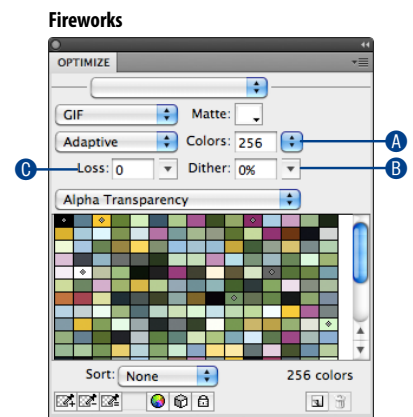 Fireworks
OPTIMIZE
GIF Matte:
Adaptive Colors: 256 A
C Loss: 0 Dither: 0% B
Alpha Transparency
Sort: None 256 colors